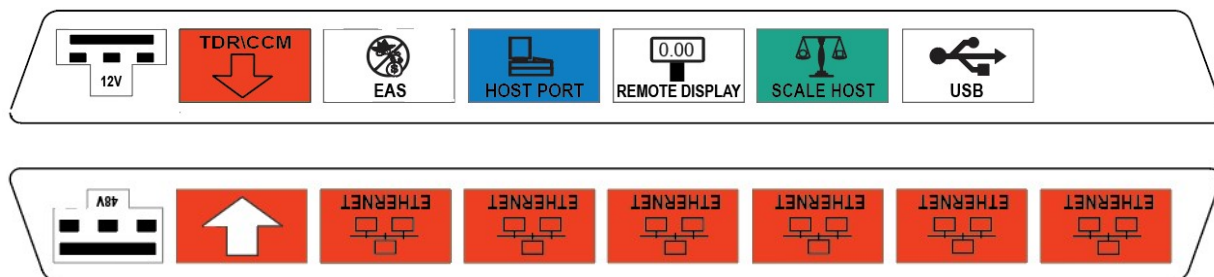 12V
TDR\CCM
EAS
HOST PORT
0.00
REMOTE DISPLAY
SCALE HOST
USB
48V
ETHERNET
ETHERNET
ETHERNET
ETHERNET
ETHERNET
ETHERNET